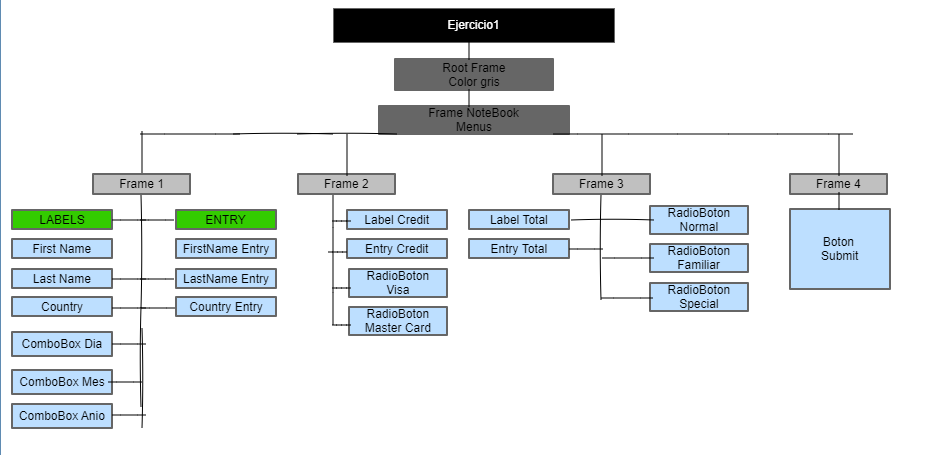 Ejercicio1
Root Frame
Color gris
Frame NoteBook
Menus
Frame 1
LABELS
ENTRY
First Name
FirstName Entry
Last Name
LastName Entry
Country
Country Entry
ComboBox Dia
ComboBox Mes
ComboBox Anio
Frame 2
Label Credit
Entry Credit
RadioBoton
Visa
RadioBoton
Master Card
Frame 3
Label Total
Entry Total
RadioBoton
Normal
RadioBoton
Familiar
RadioBoton
Special
Frame 4
Boton
Submit